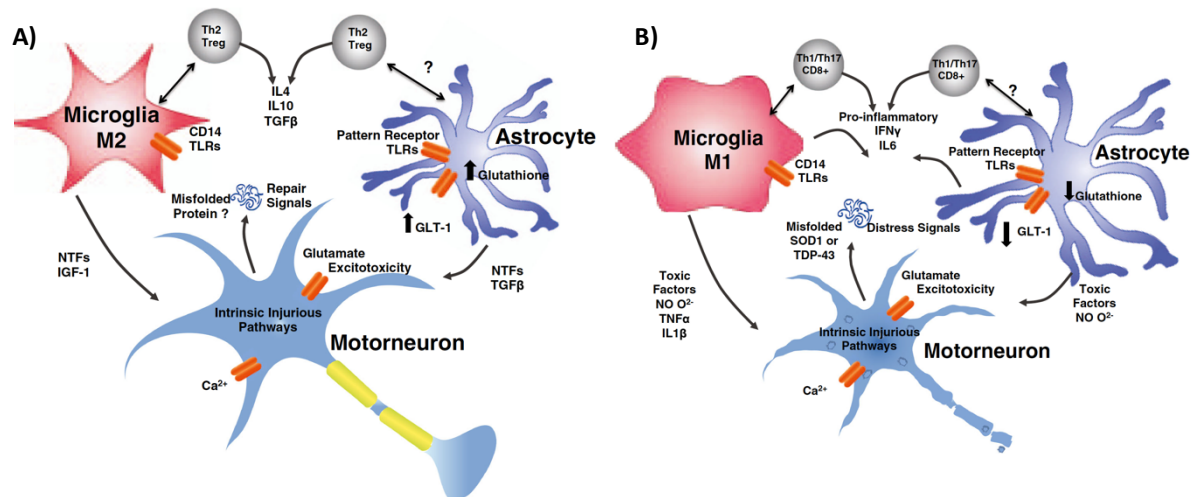 A)
Th2
Treg
Th2
Treg
?
IL4
IL10
TGFβ
Microglia
M2
CD14
TLRs
Pattern Receptor
TLRs
Astrocyte
Glutathione
GLT-1
Misfolded
Protein ?
Repair
Signals
NTFs
IGF-1
Glutamate
Excitotoxicity
NTFs
TGFβ
Intrinsic Injurious
Pathways
Motorneuron
Ca²⁺
B)
Th1/Th17
CD8+
Th1/Th17
CD8+
?
Pro-inflammatory
IFNγ
IL6
Microglia
M1
CD14
TLRs
Pattern Receptor
TLRs
Astrocyte
Glutathione
GLT-1
Misfolded
SOD1 or
TDP-43
Distress Signals
Toxic
Factors
NO O²⁻
TNFα
IL1β
Glutamate
Excitotoxicity
Toxic
Factors
NO O²⁻
Intrinsic Injurious
Pathways
Motorneuron
Ca²⁺